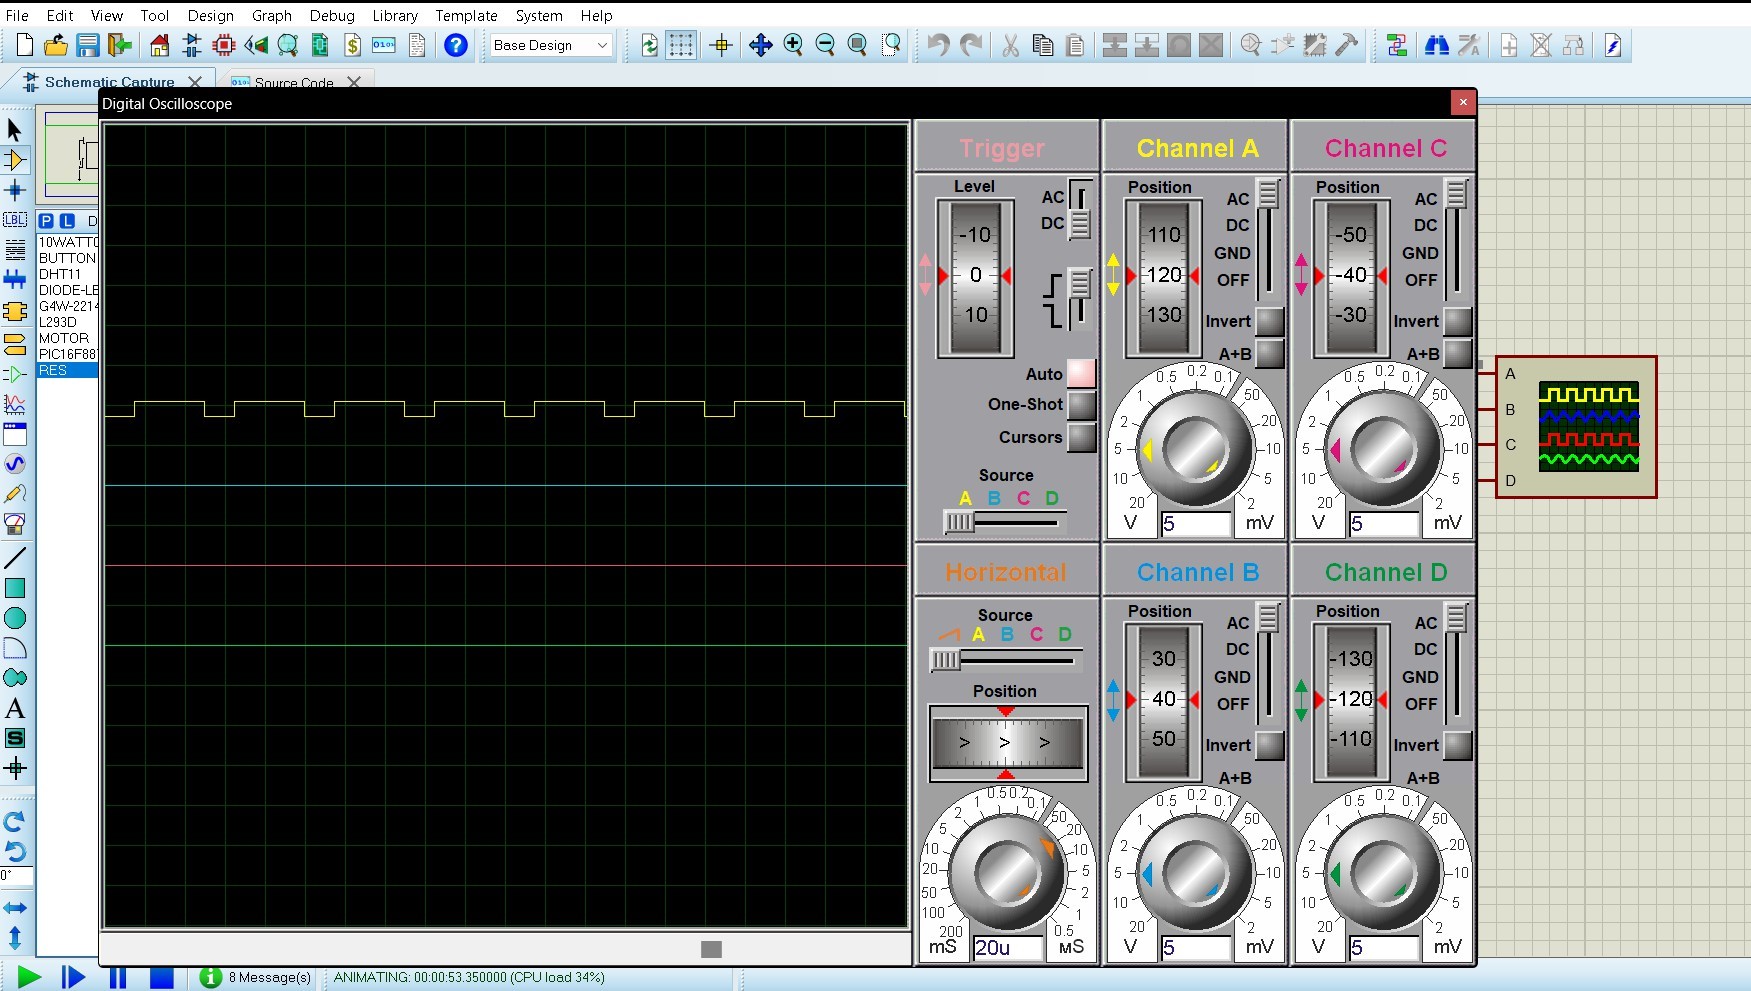 File Edit View Tool Design Graph Debug Library Template System Help
$ 0101 ? Base Design
Schematic Capture
0101 Source Code
Digital Oscilloscope
LBL
A
S
0°
P L D
10WATT0
BUTTON
DHT11
DIODE-LE
G4W-2214
L293D
MOTOR
PIC16F88
RES
Trigger
Level
-10
0
10
AC
DC
Auto
One-Shot
Cursors
Source
A B C D
Channel A
Position
110
120
130
AC
DC
GND
OFF
Invert
A+B
20 10 5 2 1 0.5 0.2 0.1 50 20 10 5 2
V 5 mV
Channel C
Position
-50
-40
-30
AC
DC
GND
OFF
Invert
A+B
20 10 5 2 1 0.5 0.2 0.1 50 20 10 5 2
V 5 mV
Horizontal
Source
A B C D
Position
> > >
200 100 50 20 10 5 2 1 0.5 0.2 0.1 50 20 10 5 2 1 0.5
mS 20u мS
Channel B
Position
30
40
50
AC
DC
GND
OFF
Invert
A+B
20 10 5 2 1 0.5 0.2 0.1 50 20 10 5 2
V 5 mV
Channel D
Position
-130
-120
-110
AC
DC
GND
OFF
Invert
A+B
20 10 5 2 1 0.5 0.2 0.1 50 20 10 5 2
V 5 mV
A
B
C
D
8 Message(s) ANIMATING: 00:00:53.350000 (CPU load 34%)